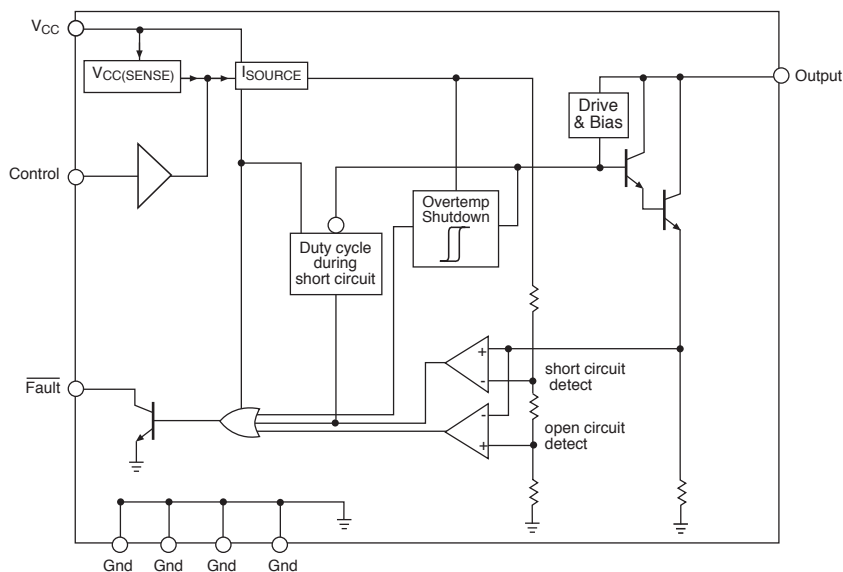 VCC
VCC(SENSE)
ISOURCE
Output
Drive
& Bias
Control
Overtemp
Shutdown
Duty cycle
during
short circuit
+
-
short circuit
detect
Fault
-
+
open circuit
detect
Gnd
Gnd
Gnd
Gnd